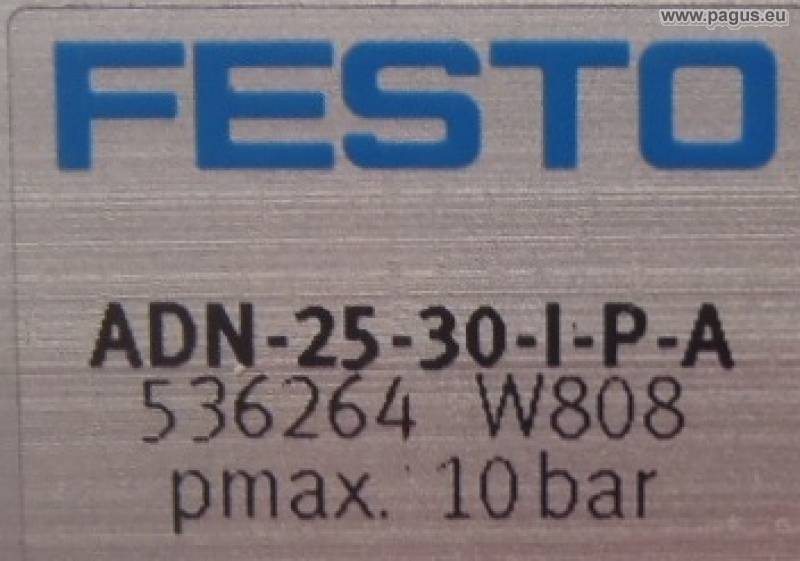 www.pagus.eu
FESTO
ADN-25-30-I-P-A
536264 W808
pmax. 10 bar